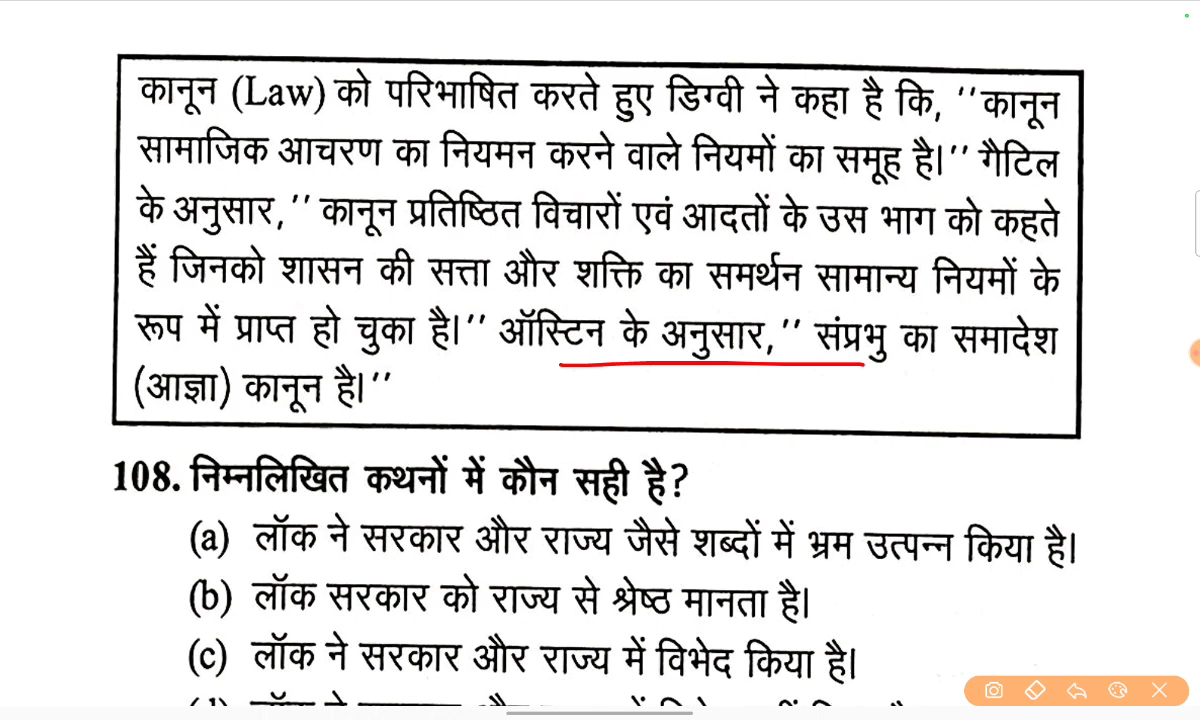 कानून (Law) को परिभाषित करते हुए डिग्वी ने कहा है कि, ''कानून
सामाजिक आचरण का नियमन करने वाले नियमों का समूह है।'' गैटिल
के अनुसार,'' कानून प्रतिष्ठित विचारों एवं आदतों के उस भाग को कहते
हैं जिनको शासन की सत्ता और शक्ति का समर्थन सामान्य नियमों के
रूप में प्राप्त हो चुका है।'' ऑस्टिन के अनुसार,'' संप्रभु का समादेश
(आज्ञा) कानून है।''
108. निम्नलिखित कथनों में कौन सही है?
(a) लॉक ने सरकार और राज्य जैसे शब्दों में भ्रम उत्पन्न किया है।
(b) लॉक सरकार को राज्य से श्रेष्ठ मानता है।
(c) लॉक ने सरकार और राज्य में विभेद किया है।